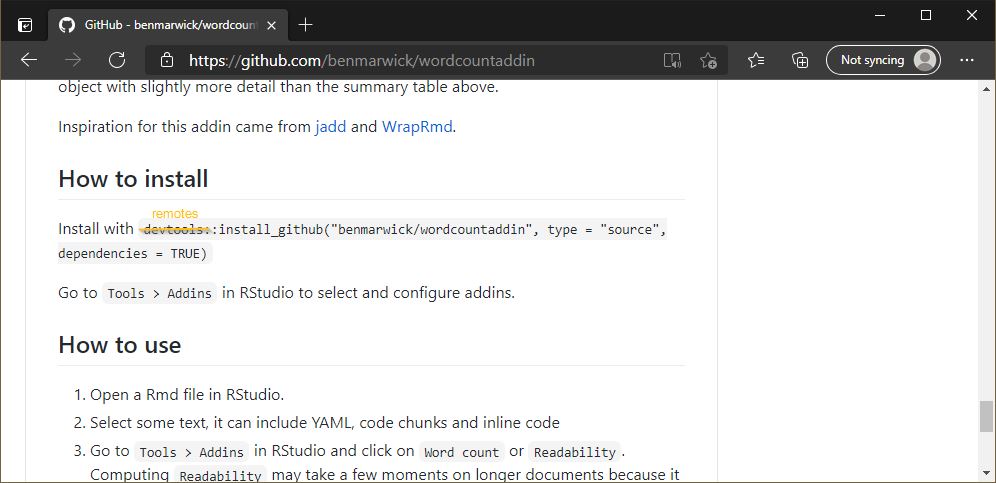 GitHub - benmarwick/wordcount
https://github.com/benmarwick/wordcountaddin
Not syncing
object with slightly more detail than the summary table above.
Inspiration for this addin came from jadd and WrapRmd.
How to install
remotes
Install with devtools::install_github("benmarwick/wordcountaddin", type = "source",
dependencies = TRUE)
Go to Tools > Addins in RStudio to select and configure addins.
How to use
1. Open a Rmd file in RStudio.
2. Select some text, it can include YAML, code chunks and inline code
3. Go to Tools > Addins in RStudio and click on Word count or Readability.
Computing Readability may take a few moments on longer documents because it